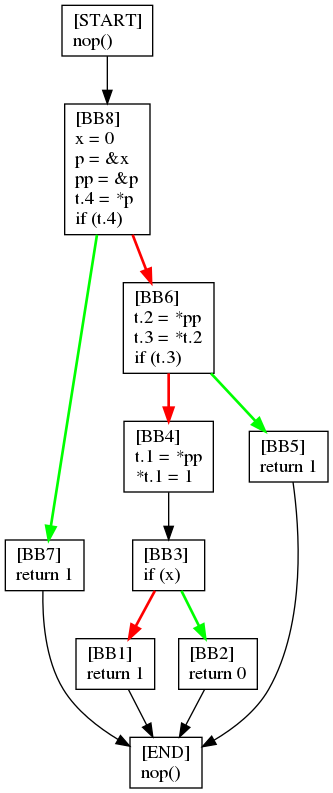 [START]
nop()
[BB8]
x = 0
p = &x
pp = &p
t.4 = *p
if (t.4)
[BB6]
t.2 = *pp
t.3 = *t.2
if (t.3)
[BB4]
t.1 = *pp
*t.1 = 1
[BB5]
return 1
[BB7]
return 1
[BB3]
if (x)
[BB1]
return 1
[BB2]
return 0
[END]
nop()